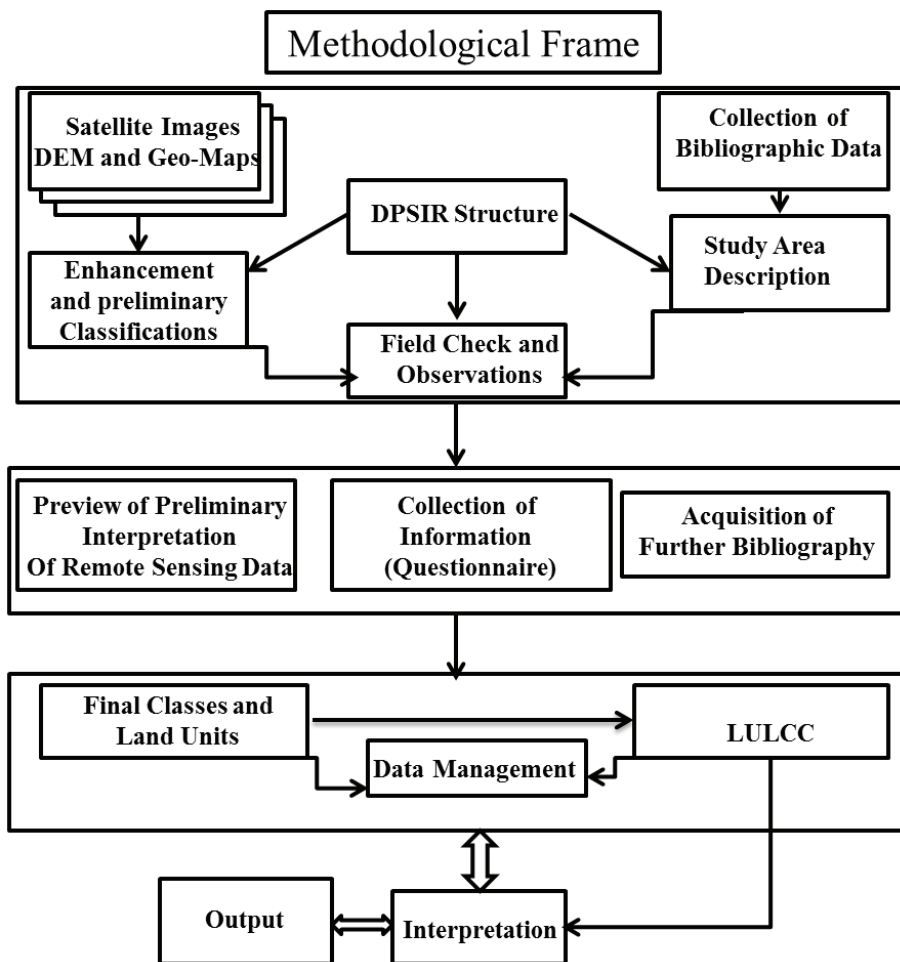 Methodological Frame
Satellite Images
DEM and Geo-Maps
Collection of
Bibliographic Data
DPSIR Structure
Enhancement
and preliminary
Classifications
Study Area
Description
Field Check and
Observations
Preview of Preliminary
Interpretation
Of Remote Sensing Data
Collection of
Information
(Questionnaire)
Acquisition of
Further Bibliography
Final Classes and
Land Units
LULCC
Data Management
Output
Interpretation